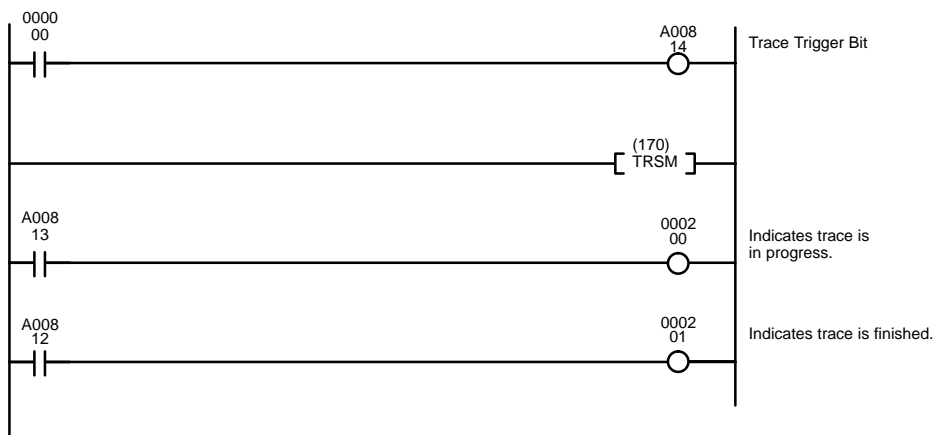 0000
00
A008
14
Trace Trigger Bit
(170)
TRSM
A008
13
0002
00
Indicates trace is
in progress.
A008
12
0002
01
Indicates trace is finished.